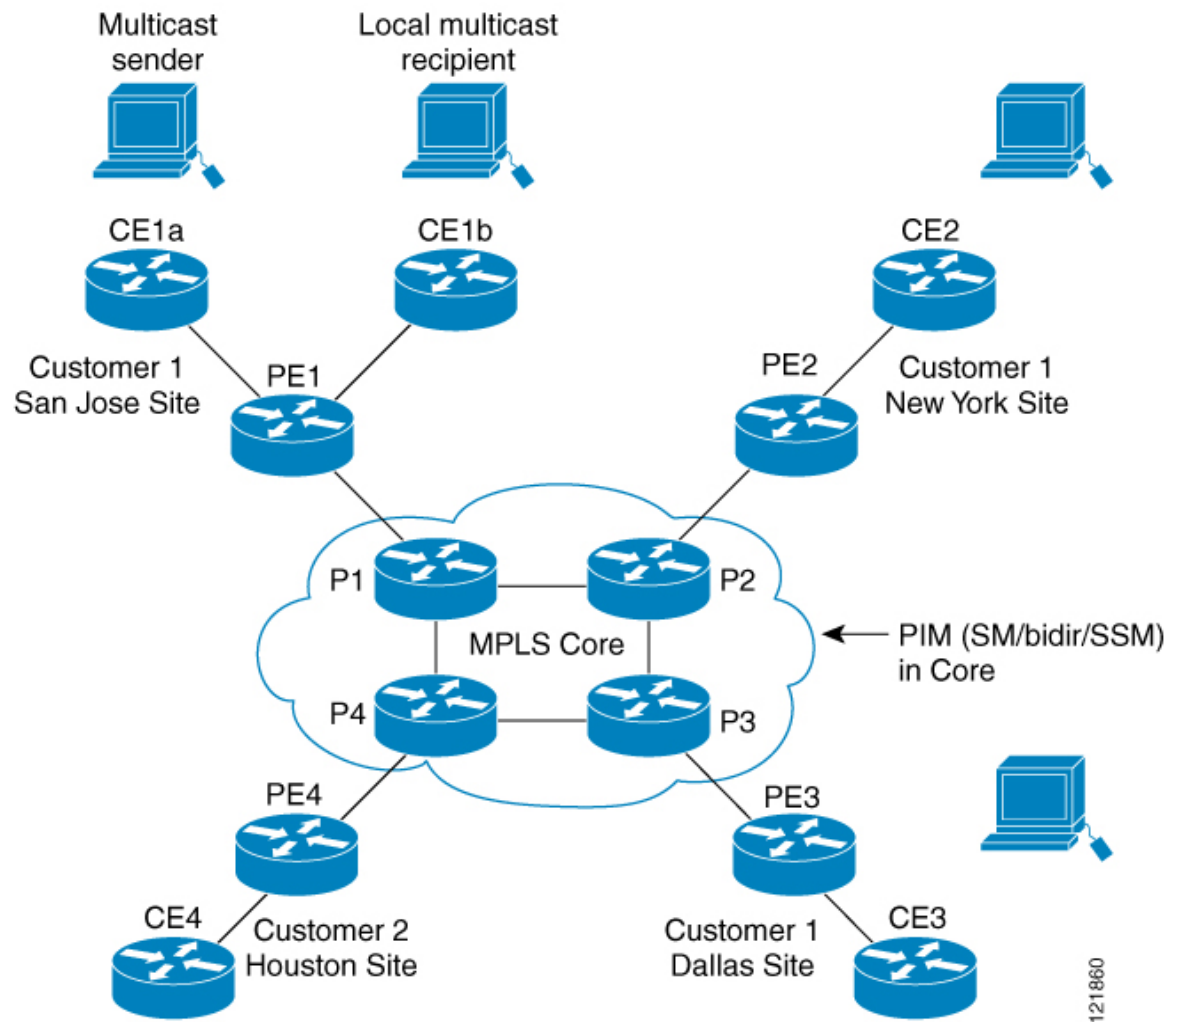 Multicast
sender
Local multicast
recipient
CE1a
CE1b
CE2
Customer 1
San Jose Site
PE1
PE2
Customer 1
New York Site
P1
P2
MPLS Core
PIM (SM/bidir/SSM)
in Core
P4
P3
PE4
PE3
CE4
Customer 2
Houston Site
Customer 1
Dallas Site
CE3
121860